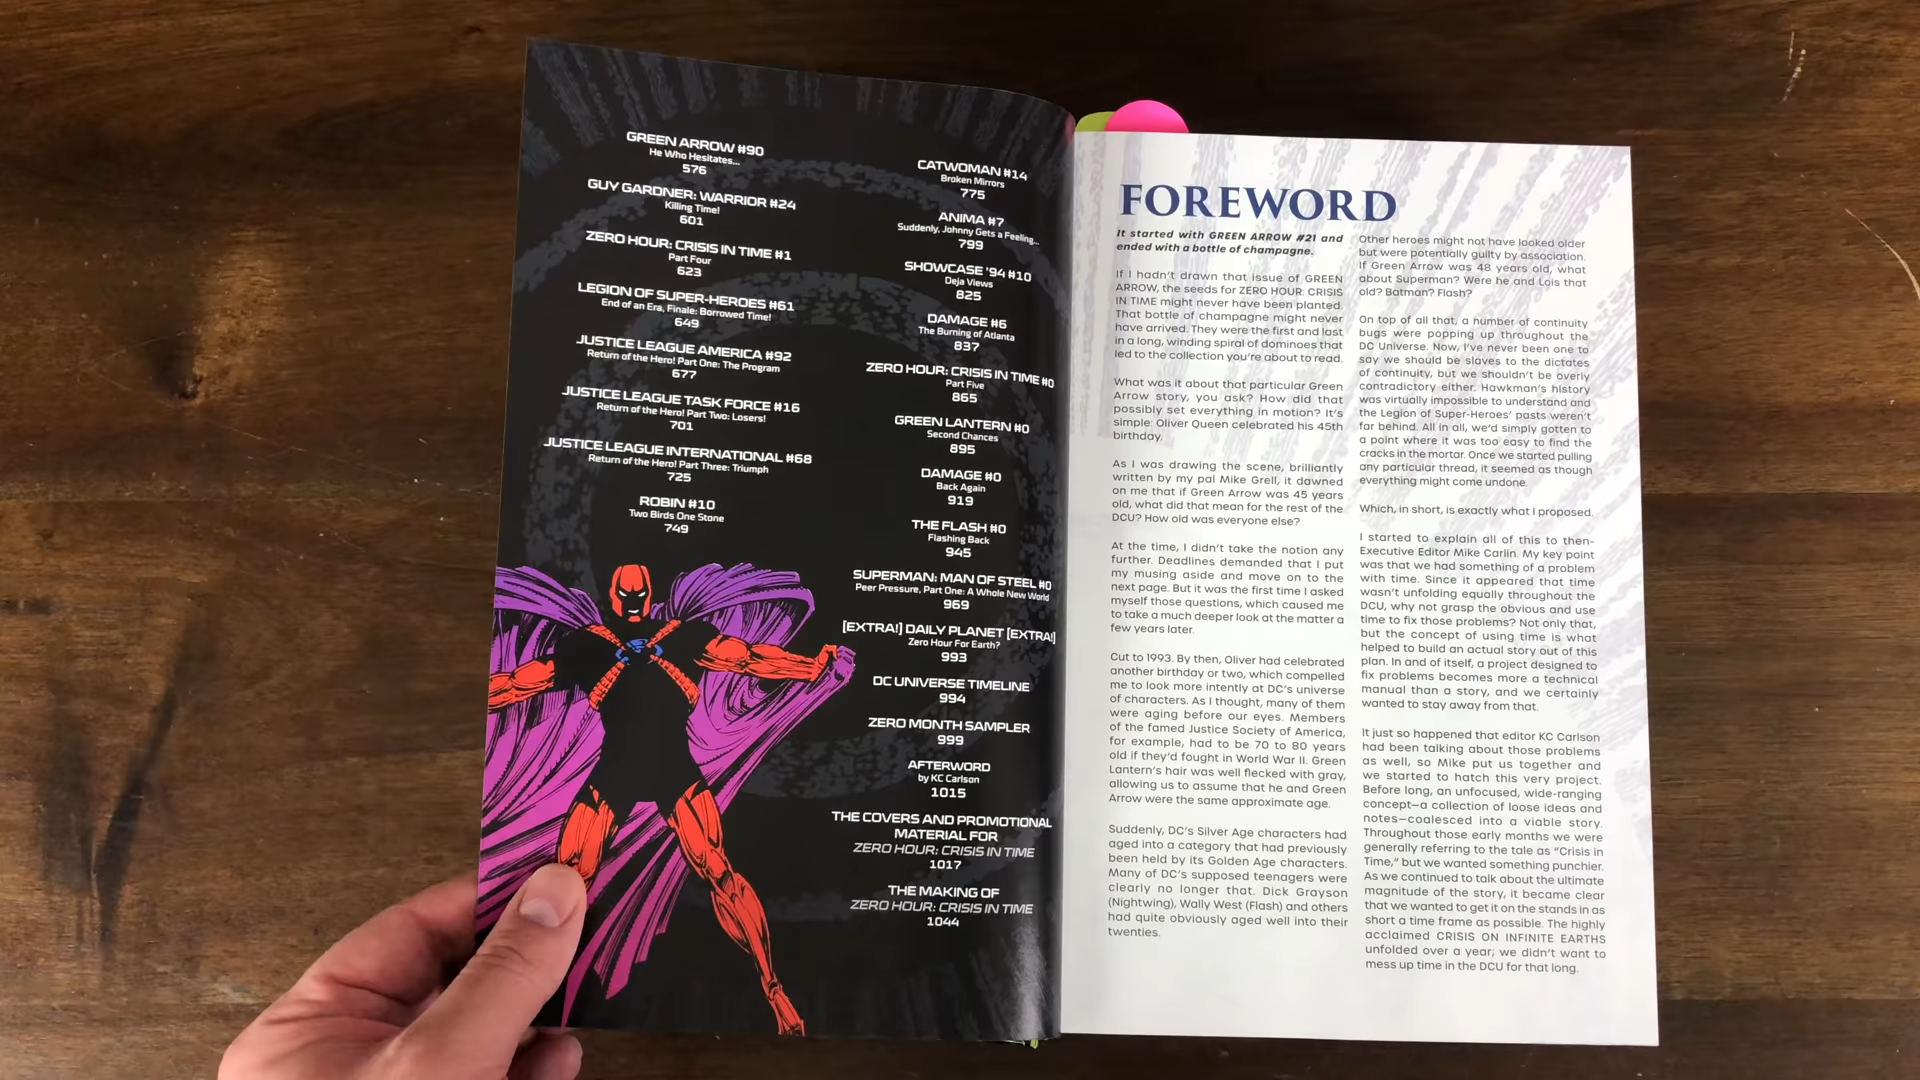 GREEN ARROW #90
He Who Hesitates...
576
GUY GARDNER: WARRIOR #24
Killing Time!
601
ZERO HOUR: CRISIS IN TIME #1
Part Four
623
LEGION OF SUPER-HEROES #61
End of an Era, Finale: Borrowed Time!
649
JUSTICE LEAGUE AMERICA #92
Return of the Hero! Part One: The Program
677
JUSTICE LEAGUE TASK FORCE #16
Return of the Hero! Part Two: Losers!
701
JUSTICE LEAGUE INTERNATIONAL #68
Return of the Hero! Part Three: Triumph
725
ROBIN #10
Two Birds One Stone
749
CATWOMAN #14
Broken Mirrors
775
ANIMA #7
Suddenly, Johnny Gets a Feeling...
799
SHOWCASE '94 #10
Deja Views
825
DAMAGE #6
The Burning of Atlanta
837
ZERO HOUR: CRISIS IN TIME #0
Part Five
865
GREEN LANTERN #0
Second Chances
895
DAMAGE #0
Back Again
919
THE FLASH #0
Flashing Back
945
SUPERMAN: MAN OF STEEL #0
Peer Pressure, Part One: A Whole New World
969
[EXTRA!] DAILY PLANET [EXTRA!]
Zero Hour For Earth?
993
DC UNIVERSE TIMELINE
994
ZERO MONTH SAMPLER
999
AFTERWORD
by KC Carlson
1015
THE COVERS AND PROMOTIONAL
MATERIAL FOR
ZERO HOUR: CRISIS IN TIME
1017
THE MAKING OF
ZERO HOUR: CRISIS IN TIME
1044
FOREWORD
It started with GREEN ARROW #21 and
ended with a bottle of champagne.
If I hadn't drawn that issue of GREEN
ARROW, the seeds for ZERO HOUR: CRISIS
IN TIME might never have been planted.
That bottle of champagne might never
have arrived. They were the first and last
in a long, winding spiral of dominoes that
led to the collection you're about to read.
What was it about that particular Green
Arrow story, you ask? How did that
possibly set everything in motion? It's
simple: Oliver Queen celebrated his 45th
birthday.
As I was drawing the scene, brilliantly
written by my pal Mike Grell, it dawned
on me that if Green Arrow was 45 years
old, what did that mean for the rest of the
DCU? How old was everyone else?
At the time, I didn't take the notion any
further. Deadlines demanded that I put
my musing aside and move on to the
next page. But it was the first time I asked
myself those questions, which caused me
to take a much deeper look at the matter a
few years later.
Cut to 1993. By then, Oliver had celebrated
another birthday or two, which compelled
me to look more intently at DC's universe
of characters. As I thought, many of them
were aging before our eyes. Members
of the famed Justice Society of America,
for example, had to be 70 to 80 years
old if they'd fought in World War II. Green
Lantern's hair was well flecked with gray,
allowing us to assume that he and Green
Arrow were the same approximate age.
Suddenly, DC's Silver Age characters had
aged into a category that had previously
been held by its Golden Age characters.
Many of DC's supposed teenagers were
clearly no longer that. Dick Grayson
(Nightwing), Wally West (Flash) and others
had quite obviously aged well into their
twenties.
Other heroes might not have looked older
but were potentially guilty by association.
If Green Arrow was 48 years old, what
about Superman? Were he and Lois that
old? Batman? Flash?
On top of all that, a number of continuity
bugs were popping up throughout the
DC Universe. Now, I've never been one to
say we should be slaves to the dictates
of continuity, but we shouldn't be overly
contradictory either. Hawkman's history
was virtually impossible to understand and
the Legion of Super-Heroes' pasts weren't
far behind. All in all, we'd simply gotten to
a point where it was too easy to find the
cracks in the mortar. Once we started pulling
any particular thread, it seemed as though
everything might come undone.
Which, in short, is exactly what I proposed.
I started to explain all of this to then-
Executive Editor Mike Carlin. My key point
was that we had something of a problem
with time. Since it appeared that time
wasn't unfolding equally throughout the
DCU, why not grasp the obvious and use
time to fix those problems? Not only that,
but the concept of using time is what
helped to build an actual story out of this
plan. In and of itself, a project designed to
fix problems becomes more a technical
manual than a story, and we certainly
wanted to stay away from that.
It just so happened that editor KC Carlson
had been talking about those problems
as well, so Mike put us together and
we started to hatch this very project.
Before long, an unfocused, wide-ranging
concept—a collection of loose ideas and
notes—coalesced into a viable story.
Throughout those early months we were
generally referring to the tale as "Crisis in
Time," but we wanted something punchier.
As we continued to talk about the ultimate
magnitude of the story, it became clear
that we wanted to get it on the stands in as
short a time frame as possible. The highly
acclaimed CRISIS ON INFINITE EARTHS
unfolded over a year; we didn't want to
mess up time in the DCU for that long.